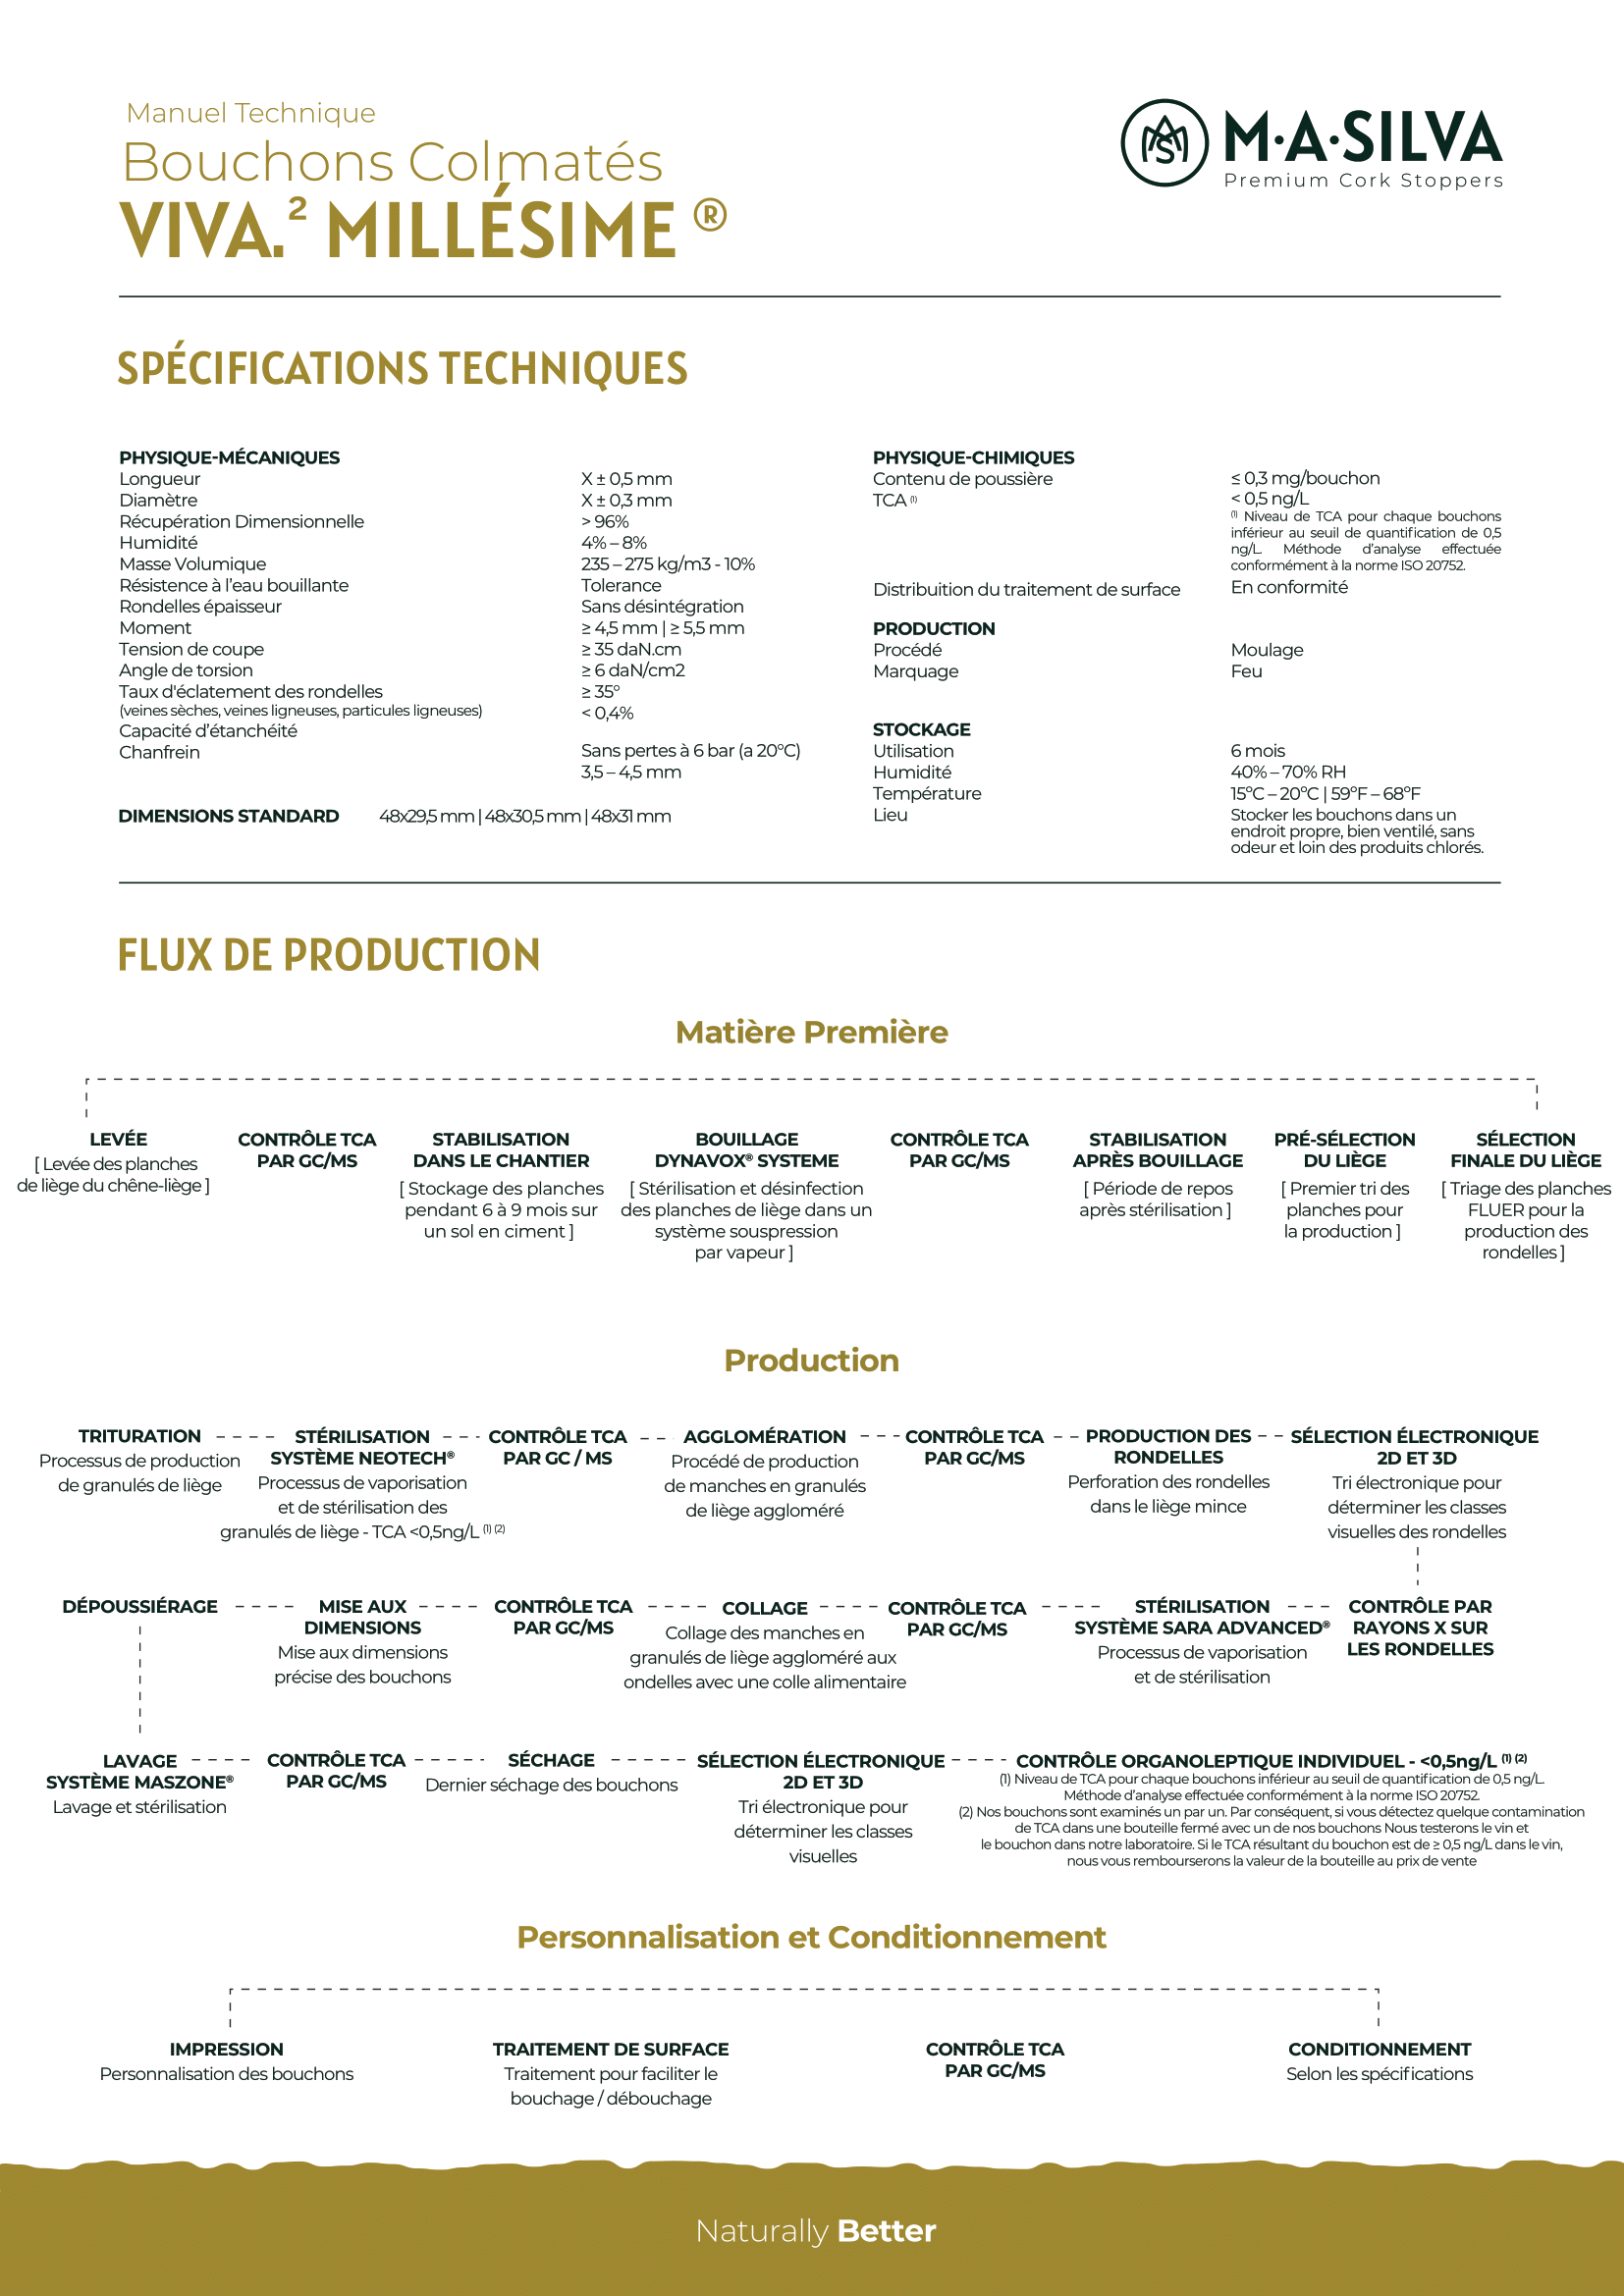 Manuel Technique
Bouchons Colmatés
VIVA.² MILLÉSIME ®
M·A·SILVA
Premium Cork Stoppers
SPÉCIFICATIONS TECHNIQUES
PHYSIQUE-MÉCANIQUES
Longueur X ± 0,5 mm
Diamètre X ± 0,3 mm
Récupération Dimensionnelle > 96%
Humidité 4% – 8%
Masse Volumique 235 – 275 kg/m3 - 10%
Résistence à l'eau bouillante Tolerance
Rondelles épaisseur Sans désintégration
Moment ≥ 4,5 mm | ≥ 5,5 mm
Tension de coupe ≥ 35 daN.cm
Angle de torsion ≥ 6 daN/cm2
Taux d'éclatement des rondelles ≥ 35º
(veines sèches, veines ligneuses, particules ligneuses) < 0,4%
Capacité d'étanchéité
Sans pertes à 6 bar (a 20ºC)
Chanfrein
3,5 – 4,5 mm
DIMENSIONS STANDARD 48x29,5 mm | 48x30,5 mm | 48x31 mm
PHYSIQUE-CHIMIQUES
Contenu de poussière ≤ 0,3 mg/bouchon
TCA (1) < 0,5 ng/L
(1) Niveau de TCA pour chaque bouchons
inférieur au seuil de quantification de 0,5
ng/L. Méthode d'analyse effectuée
conformément à la norme ISO 20752.
Distribuition du traitement de surface En conformité
PRODUCTION
Procédé Moulage
Marquage Feu
STOCKAGE
Utilisation 6 mois
Humidité 40% – 70% RH
Température 15ºC – 20ºC | 59ºF – 68ºF
Lieu Stocker les bouchons dans un
endroit propre, bien ventilé, sans
odeur et loin des produits chlorés.
FLUX DE PRODUCTION
Matière Première
LEVÉE
[ Levée des planches
de liège du chêne-liège ]
CONTRÔLE TCA
PAR GC/MS
STABILISATION
DANS LE CHANTIER
[ Stockage des planches
pendant 6 à 9 mois sur
un sol en ciment ]
BOUILLAGE
DYNAVOX® SYSTEME
[ Stérilisation et désinfection
des planches de liège dans un
système souspression
par vapeur ]
CONTRÔLE TCA
PAR GC/MS
STABILISATION
APRÈS BOUILLAGE
[ Période de repos
après stérilisation ]
PRÉ-SÉLECTION
DU LIÈGE
[ Premier tri des
planches pour
la production ]
SÉLECTION
FINALE DU LIÈGE
[ Triage des planches
FLUER pour la
production des
rondelles ]
Production
TRITURATION
Processus de production
de granulés de liège
STÉRILISATION
SYSTÈME NEOTECH®
Processus de vaporisation
et de stérilisation des
granulés de liège - TCA <0,5ng/L (1) (2)
CONTRÔLE TCA
PAR GC / MS
AGGLOMÉRATION
Procédé de production
de manches en granulés
de liège aggloméré
CONTRÔLE TCA
PAR GC/MS
PRODUCTION DES
RONDELLES
Perforation des rondelles
dans le liège mince
SÉLECTION ÉLECTRONIQUE
2D ET 3D
Tri électronique pour
déterminer les classes
visuelles des rondelles
DÉPOUSSIÉRAGE
MISE AUX
DIMENSIONS
Mise aux dimensions
précise des bouchons
CONTRÔLE TCA
PAR GC/MS
COLLAGE
Collage des manches en
granulés de liège aggloméré aux
ondelles avec une colle alimentaire
CONTRÔLE TCA
PAR GC/MS
STÉRILISATION
SYSTÈME SARA ADVANCED®
Processus de vaporisation
et de stérilisation
CONTRÔLE PAR
RAYONS X SUR
LES RONDELLES
LAVAGE
SYSTÈME MASZONE®
Lavage et stérilisation
CONTRÔLE TCA
PAR GC/MS
SÉCHAGE
Dernier séchage des bouchons
SÉLECTION ÉLECTRONIQUE
2D ET 3D
Tri électronique pour
déterminer les classes
visuelles
CONTRÔLE ORGANOLEPTIQUE INDIVIDUEL - <0,5ng/L (1) (2)
(1) Niveau de TCA pour chaque bouchons inférieur au seuil de quantification de 0,5 ng/L.
Méthode d'analyse effectuée conformément à la norme ISO 20752.
(2) Nos bouchons sont examinés un par un. Par conséquent, si vous détectez quelque contamination
de TCA dans une bouteille fermé avec un de nos bouchons Nous testerons le vin et
le bouchon dans notre laboratoire. Si le TCA résultant du bouchon est de ≥ 0,5 ng/L dans le vin,
nous vous rembourserons la valeur de la bouteille au prix de vente
Personnalisation et Conditionnement
IMPRESSION
Personnalisation des bouchons
TRAITEMENT DE SURFACE
Traitement pour faciliter le
bouchage / débouchage
CONTRÔLE TCA
PAR GC/MS
CONDITIONNEMENT
Selon les spécifications
Naturally Better